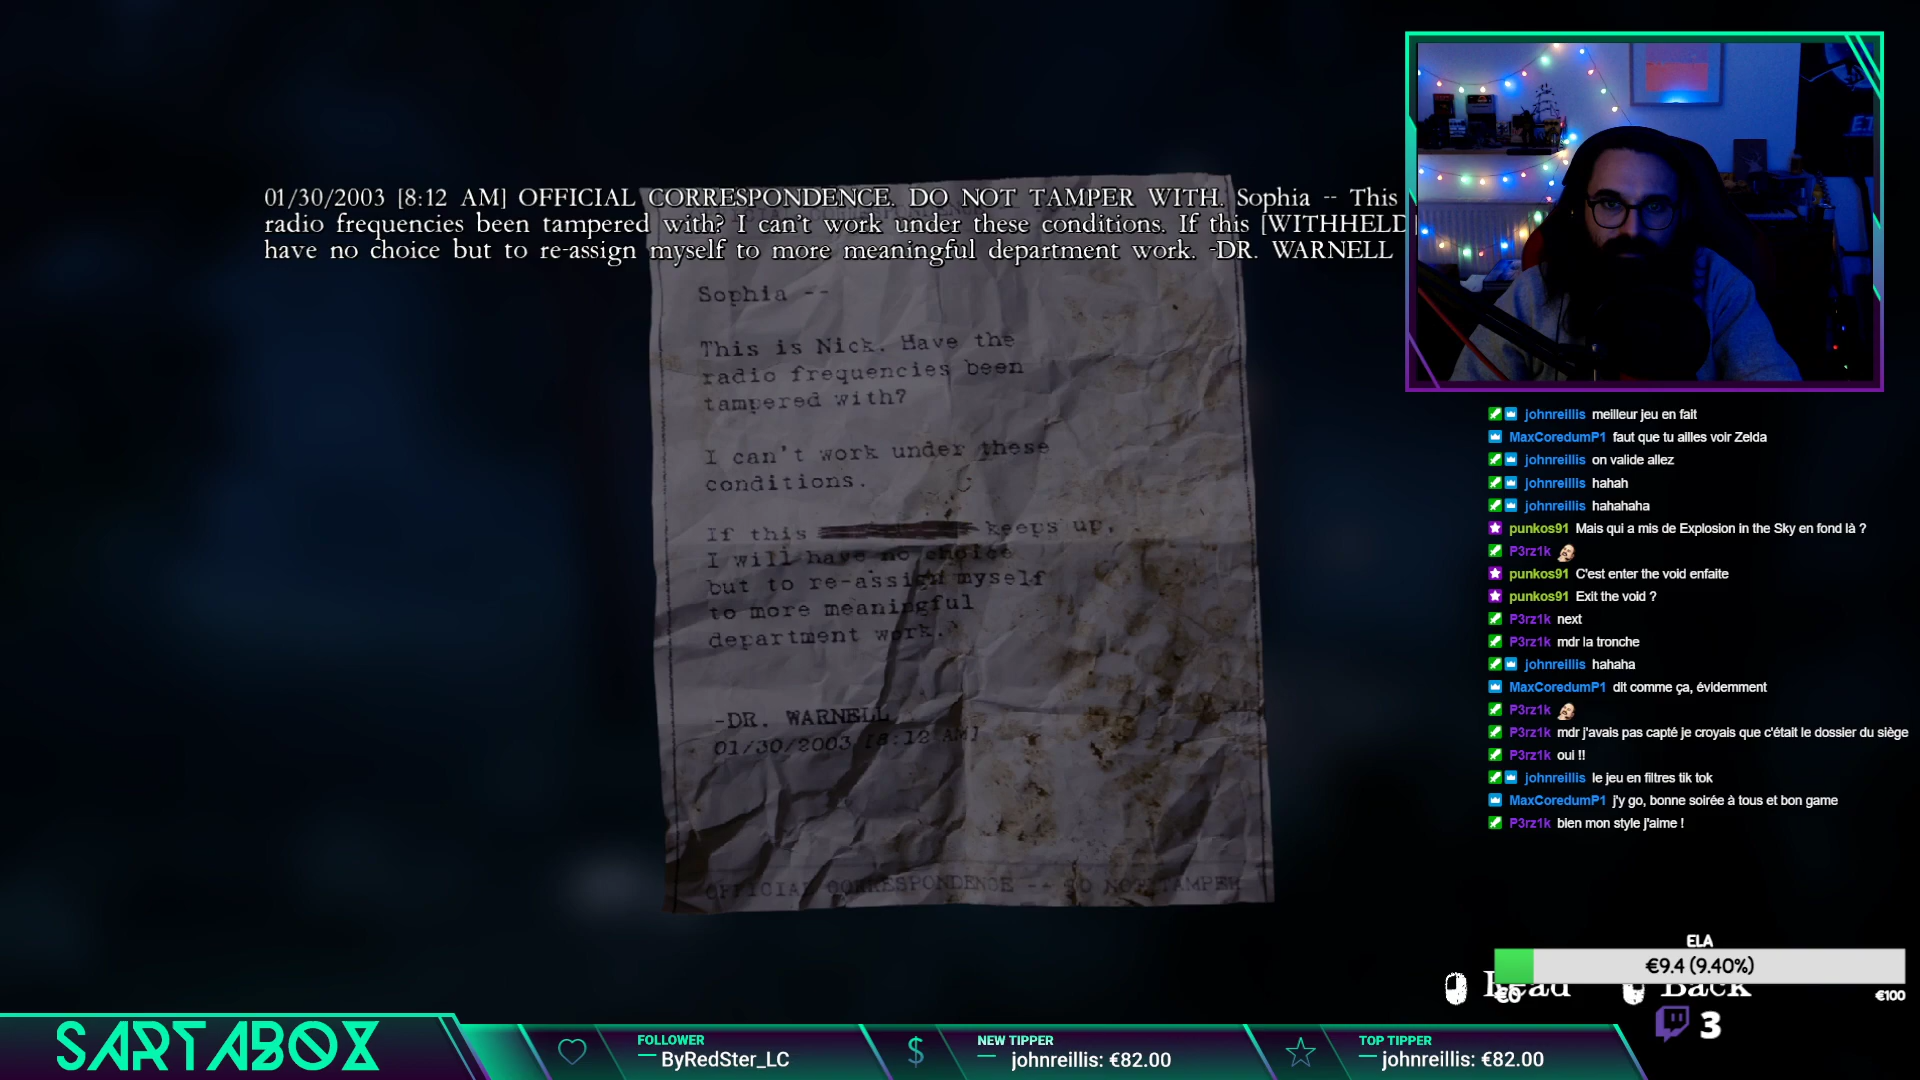 01/30/2003 [8:12 AM] OFFICIAL CORRESPONDENCE. DO NOT TAMPER WITH. Sophia -- This
radio frequencies been tampered with? I can't work under these conditions. If this [WITHHELD]
have no choice but to re-assign myself to more meaningful department work. -DR. WARNELL
Sophia --
This is Nick. Have the
radio frequencies been
tampered with?
I can't work under these
conditions.
If this keeps up,
I will have no choice
but to re-assign myself
to more meaningful
department work.
-DR. WARNELL
01/30/2003 [8:12 AM]
OFFICIAL CORRESPONDENCE -- DO NOT TAMPER
E.T
johnreillis meilleur jeu en fait
MaxCoredumP1 faut que tu ailles voir Zelda
johnreillis on valide allez
johnreillis hahah
johnreillis hahahaha
punkos91 Mais qui a mis de Explosion in the Sky en fond là ?
P3rz1k
punkos91 C'est enter the void enfaite
punkos91 Exit the void ?
P3rz1k next
P3rz1k mdr la tronche
johnreillis hahaha
MaxCoredumP1 dit comme ça, évidemment
P3rz1k
P3rz1k mdr j'avais pas capté je croyais que c'était le dossier du siège
P3rz1k oui !!
johnreillis le jeu en filtres tik tok
MaxCoredumP1 j'y go, bonne soirée à tous et bon game
P3rz1k bien mon style j'aime !
ELA
€9.4 (9.40%)
€0 €100
Read Back
3
SARTABOX
FOLLOWER
ByRedSter_LC
NEW TIPPER
johnreillis: €82.00
TOP TIPPER
johnreillis: €82.00